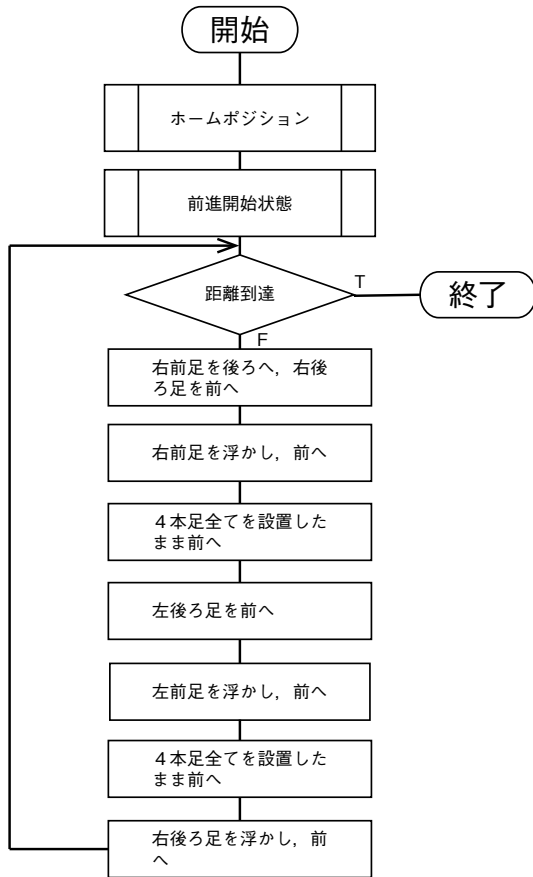 開始
ホームポジション
前進開始状態
距離到達
T
終了
F
右前足を後ろへ，右後
ろ足を前へ
右前足を浮かし，前へ
４本足全てを設置した
まま前へ
左後ろ足を前へ
左前足を浮かし，前へ
４本足全てを設置した
まま前へ
右後ろ足を浮かし，前
へ